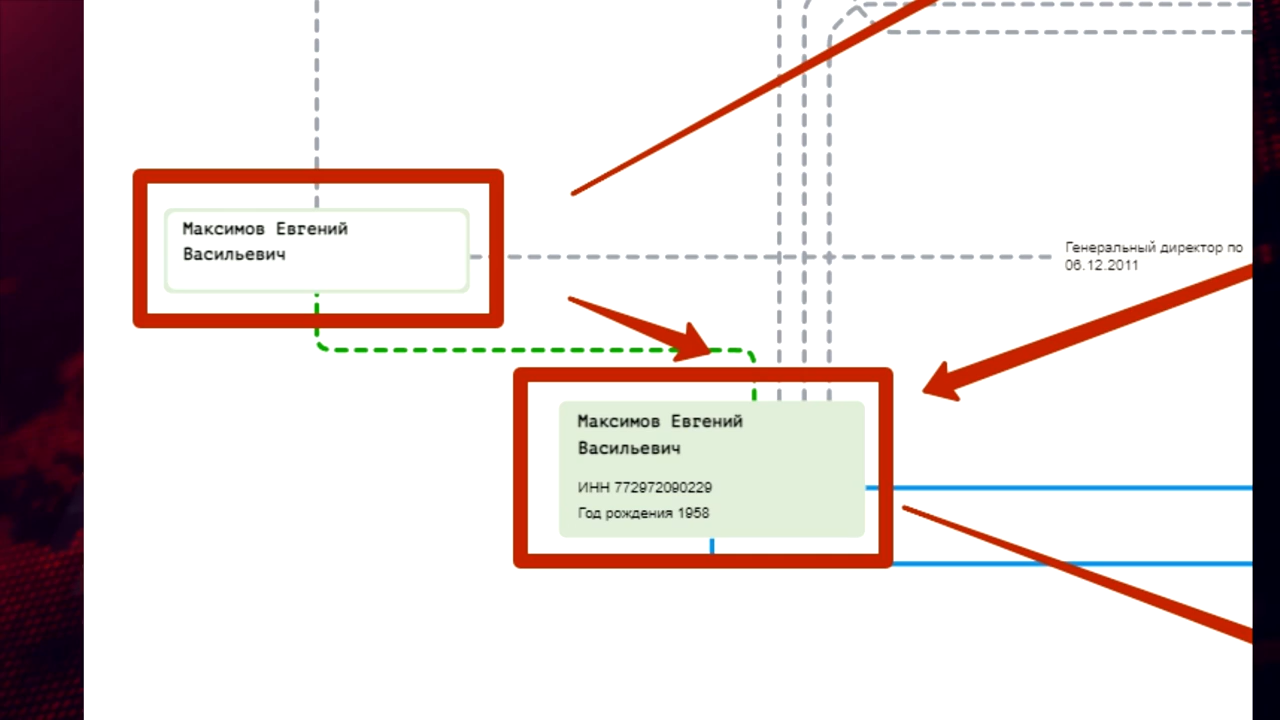 Максимов Евгений
Васильевич
Генеральный директор по
06.12.2011
Максимов Евгений
Васильевич
ИНН 772972090229
Год рождения 1958